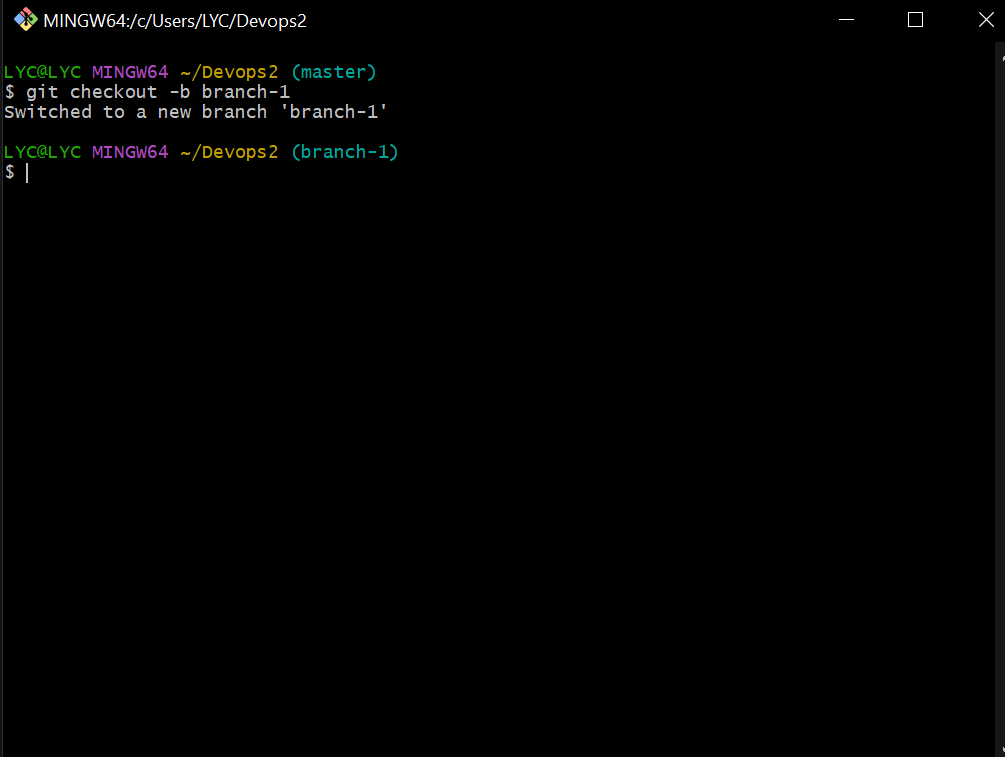 MINGW64:/c/Users/LYC/Devops2
LYC@LYC MINGW64 ~/Devops2 (master)
$ git checkout -b branch-1
Switched to a new branch 'branch-1'
LYC@LYC MINGW64 ~/Devops2 (branch-1)
$